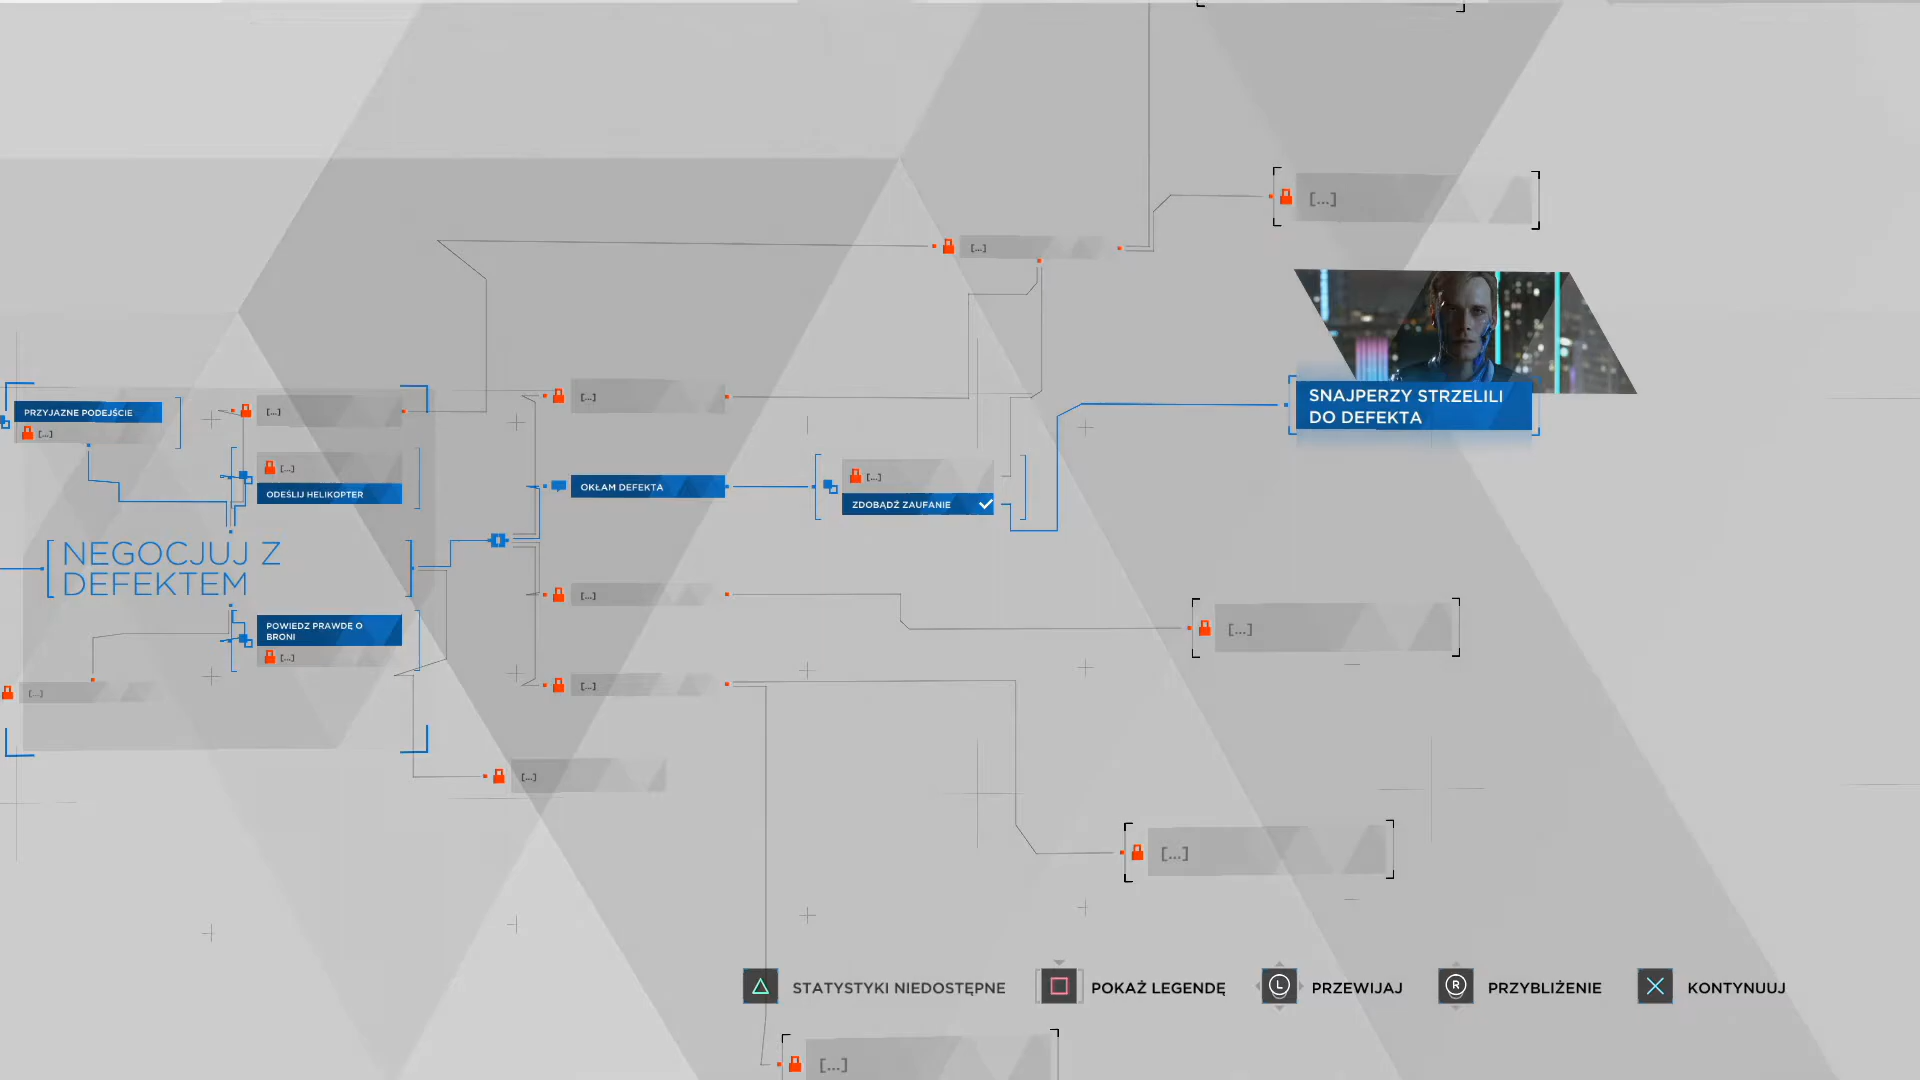 [...]
[...]
SNAJPERZY STRZELILI
DO DEFEKTA
PRZYJAZNE PODEJŚCIE
[...]
[...]
[...]
[...]
ODEŚLIJ HELIKOPTER
OKŁAM DEFEKTA
[...]
ZDOBĄDŹ ZAUFANIE
NEGOCJUJ Z
DEFEKTEM
[...]
[...]
POWIEDZ PRAWDĘ O
BRONI
[...]
[...]
[...]
[...]
[...]
STATYSTYKI NIEDOSTĘPNE
POKAŻ LEGENDĘ
L
PRZEWIJAJ
R
PRZYBLIŻENIE
KONTYNUUJ
[...]